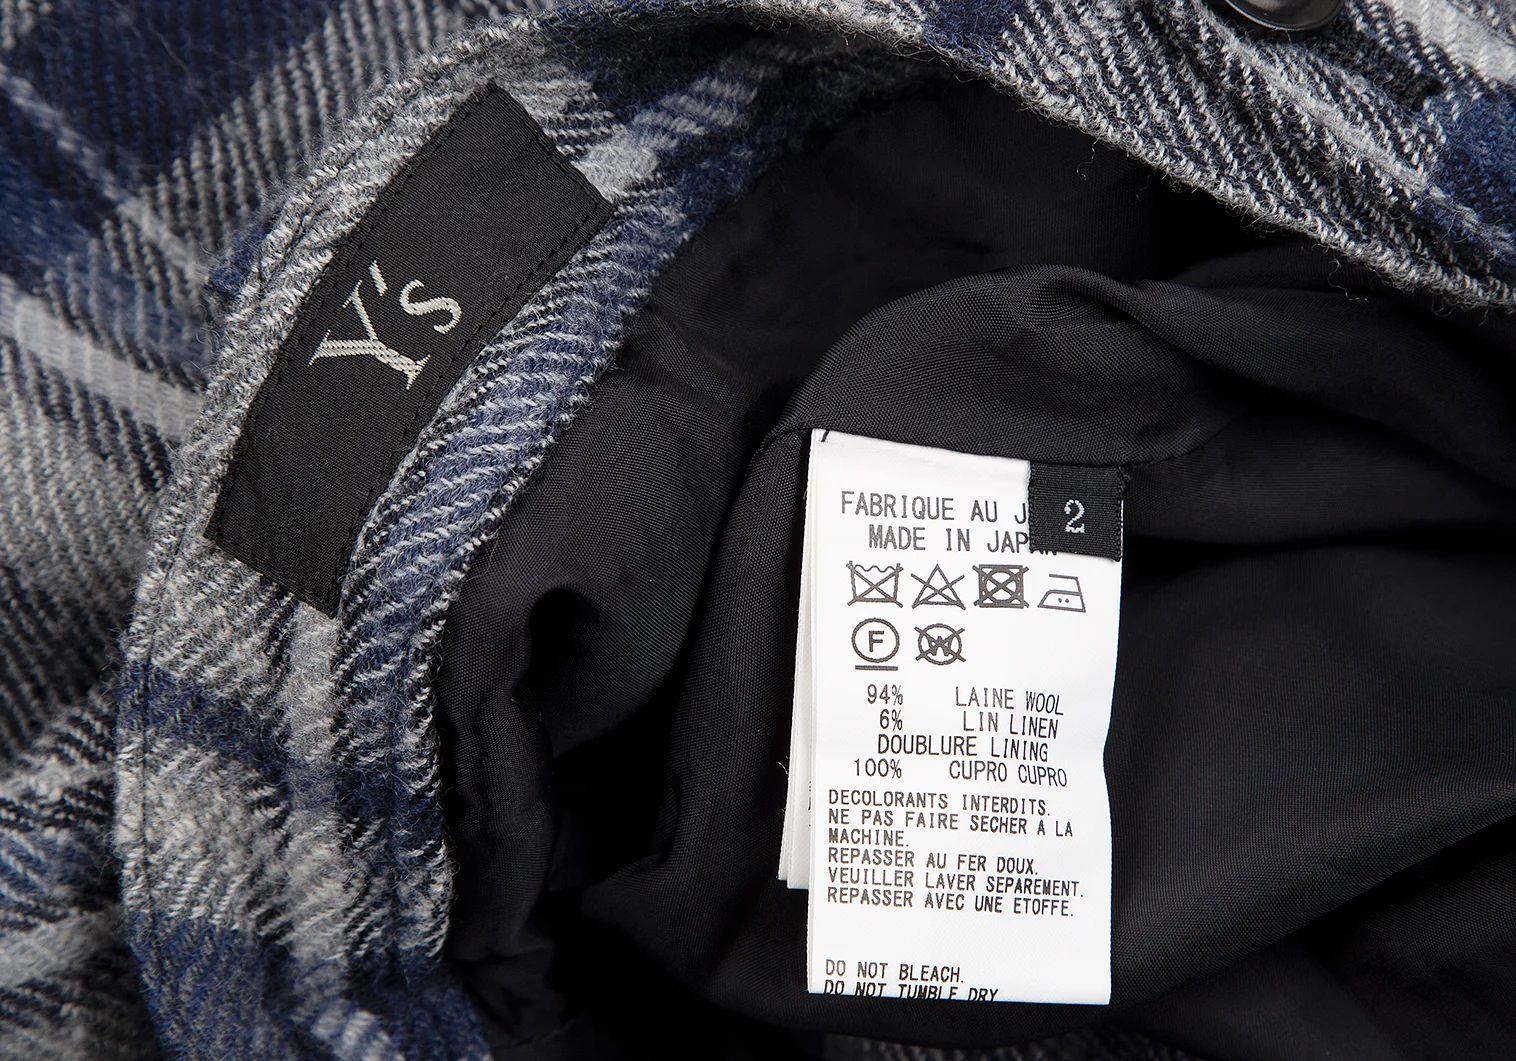 Y's
2
FABRIQUE AU
MADE IN JAPAN
F
W
94% LAINE WOOL
6% LIN LINEN
DOUBLURE LINING
100% CUPRO CUPRO
DECOLORANTS INTERDITS.
NE PAS FAIRE SECHER A LA
MACHINE.
REPASSER AU FER DOUX.
VEUILLER LAVER SEPAREMENT.
REPASSER AVEC UNE ETOFFE.
DO NOT BLEACH.
DO NOT TUMBLE DRY